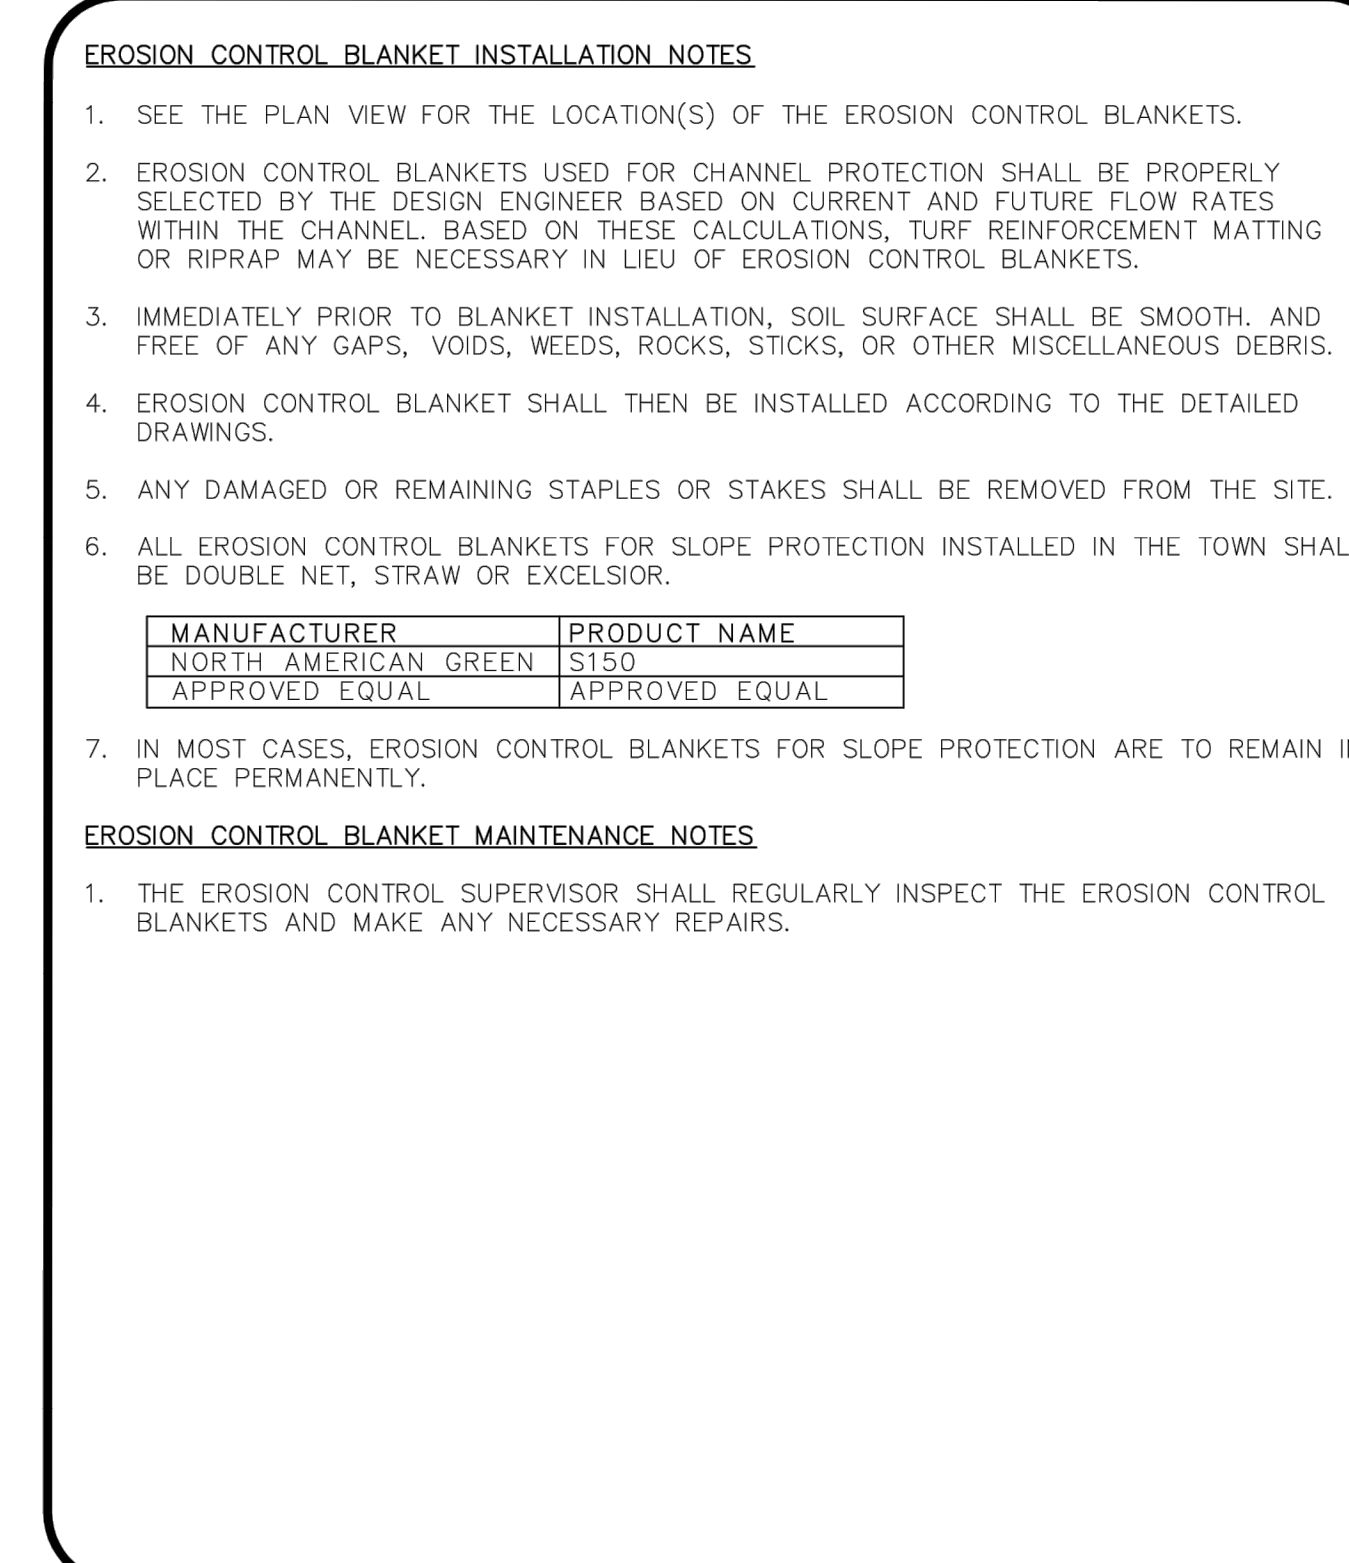 EROSION CONTROL BLANKET INSTALLATION NOTES
1. SEE THE PLAN VIEW FOR THE LOCATION(S) OF THE EROSION CONTROL BLANKETS.
2. EROSION CONTROL BLANKETS USED FOR CHANNEL PROTECTION SHALL BE PROPERLY
SELECTED BY THE DESIGN ENGINEER BASED ON CURRENT AND FUTURE FLOW RATES
WITHIN THE CHANNEL. BASED ON THESE CALCULATIONS, TURF REINFORCEMENT MATTING
OR RIPRAP MAY BE NECESSARY IN LIEU OF EROSION CONTROL BLANKETS.
3. IMMEDIATELY PRIOR TO BLANKET INSTALLATION, SOIL SURFACE SHALL BE SMOOTH. AND
FREE OF ANY GAPS, VOIDS, WEEDS, ROCKS, STICKS, OR OTHER MISCELLANEOUS DEBRIS.
4. EROSION CONTROL BLANKET SHALL THEN BE INSTALLED ACCORDING TO THE DETAILED
DRAWINGS.
5. ANY DAMAGED OR REMAINING STAPLES OR STAKES SHALL BE REMOVED FROM THE SITE.
6. ALL EROSION CONTROL BLANKETS FOR SLOPE PROTECTION INSTALLED IN THE TOWN SHAL
BE DOUBLE NET, STRAW OR EXCELSIOR.
MANUFACTURER PRODUCT NAME
NORTH AMERICAN GREEN S150
APPROVED EQUAL APPROVED EQUAL
7. IN MOST CASES, EROSION CONTROL BLANKETS FOR SLOPE PROTECTION ARE TO REMAIN
PLACE PERMANENTLY.
EROSION CONTROL BLANKET MAINTENANCE NOTES
1. THE EROSION CONTROL SUPERVISOR SHALL REGULARLY INSPECT THE EROSION CONTROL
BLANKETS AND MAKE ANY NECESSARY REPAIRS.